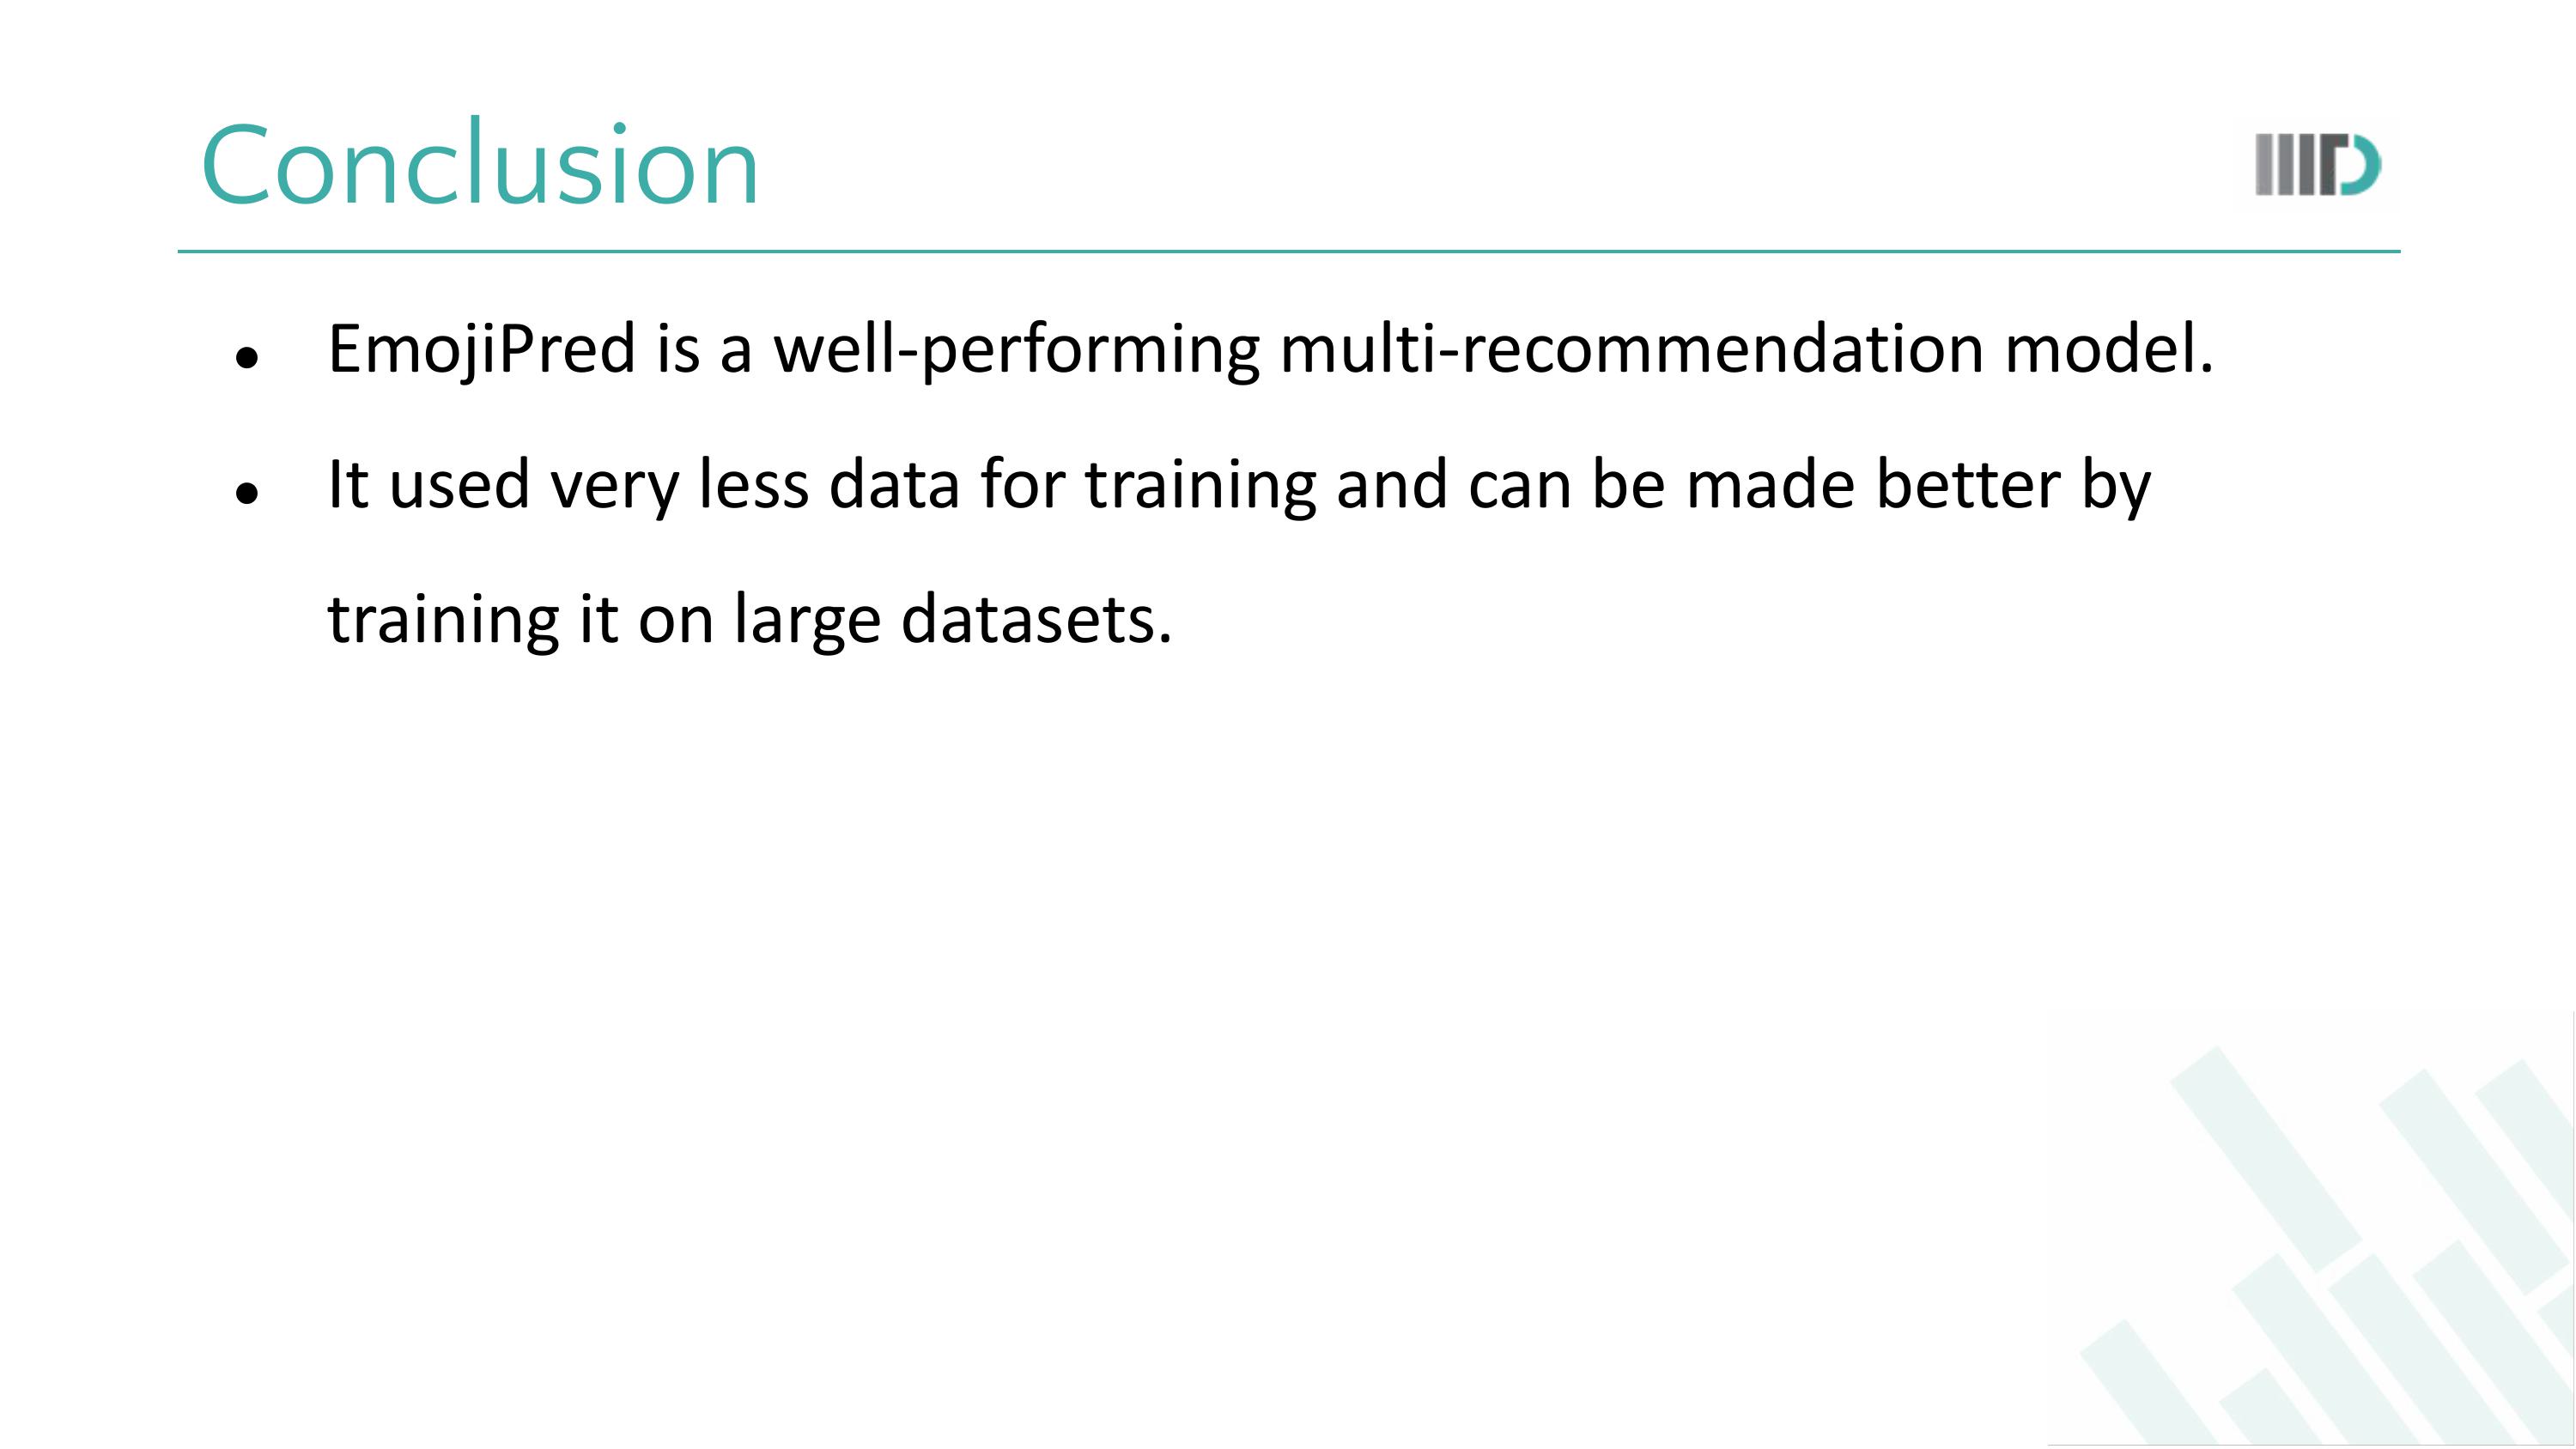 Conclusion
IIITD
● EmojiPred is a well-performing multi-recommendation model.
● It used very less data for training and can be made better by
training it on large datasets.